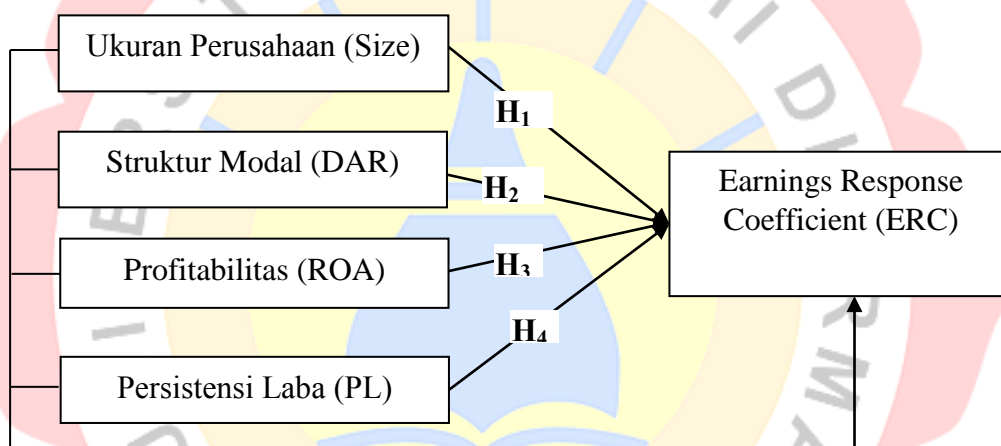 Ukuran Perusahaan (Size)
H1
Struktur Modal (DAR)
H2
Earnings Response
Coefficient (ERC)
Profitabilitas (ROA)
H3
H4
Persistensi Laba (PL)